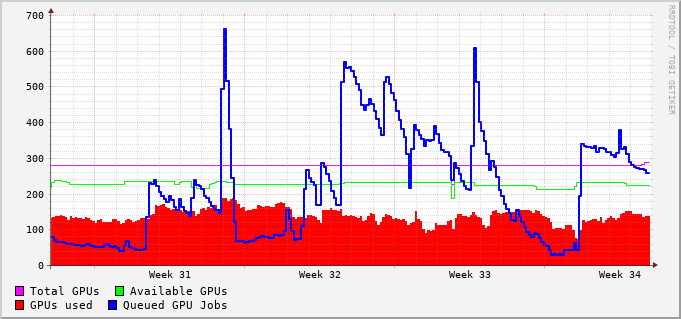 700
600
500
400
300
200
100
0
Week 31 Week 32 Week 33 Week 34
Total GPUs Available GPUs
GPUs used Queued GPU Jobs
RRDTOOL / TOBI OETIKER